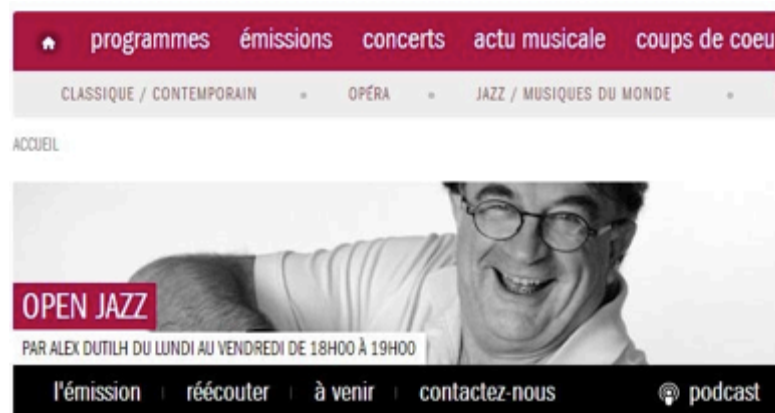 programmes émissions concerts actu musicale coups de coeu
CLASSIQUE / CONTEMPORAIN • OPÉRA • JAZZ / MUSIQUES DU MONDE •
ACCUEIL
OPEN JAZZ
PAR ALEX DUTILH DU LUNDI AU VENDREDI DE 18H00 À 19H00
l'émission | réécouter | à venir | contactez-nous podcast